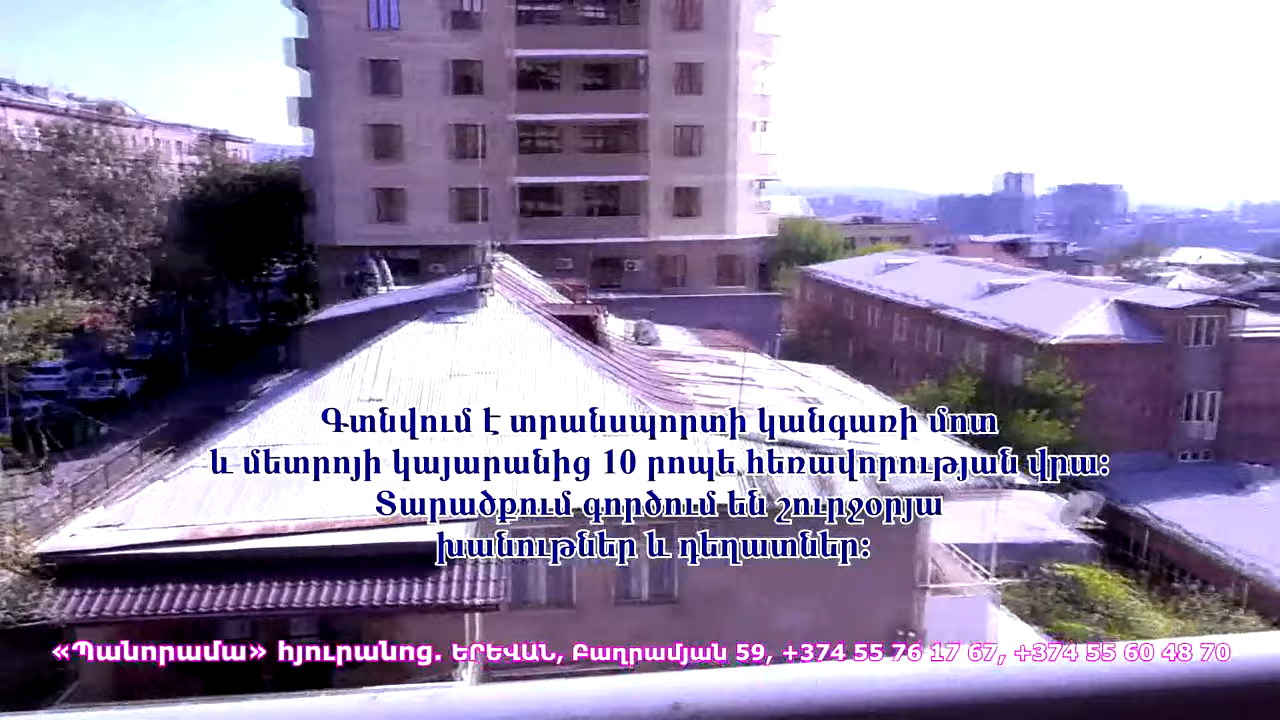 Գտնվում է տրանսպորտի կանգառի մոտ
և մետրոյի կայարանից 10 րոպե հեռավորության վրա:
Տարածքում գործում են շուրջօրյա
խանութներ և դեղատներ:
«Պանորամա» հյուրանոց. ԵՐԵՎԱՆ, Բաղրամյան 59, +374 55 76 17 67, +374 55 60 48 70